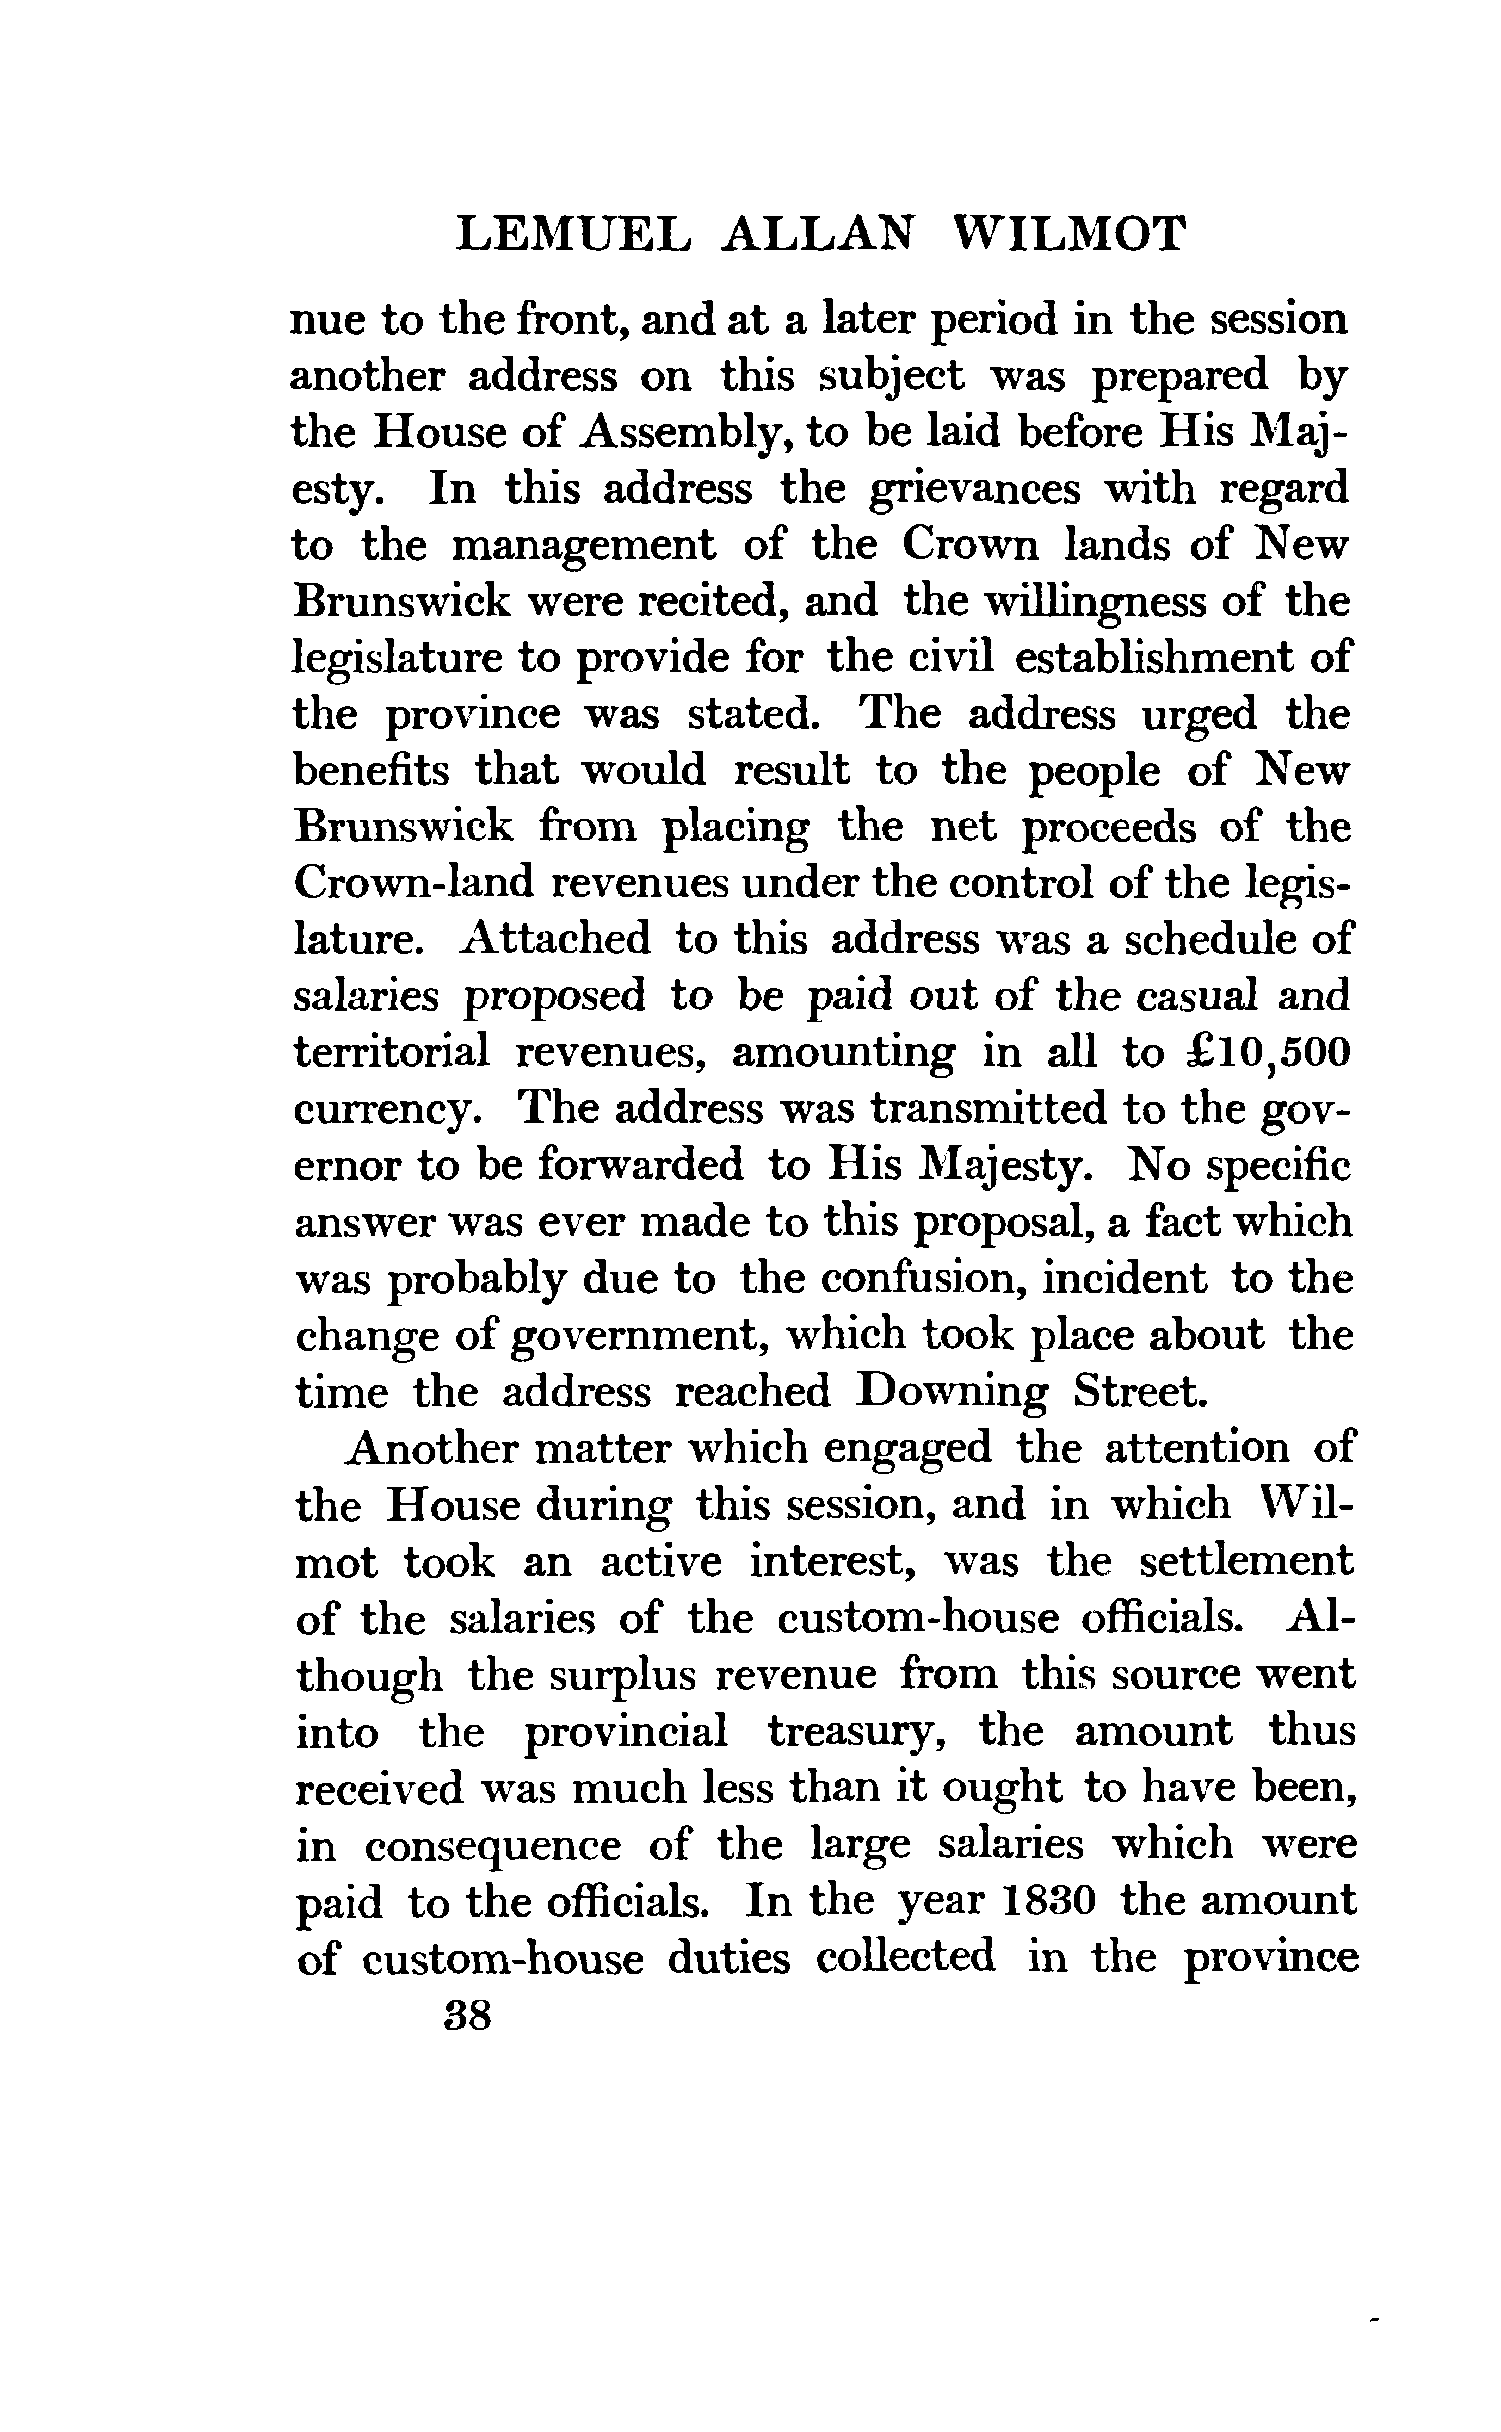 LEMUEL ALLAN WILMOT
nue to the front, and at a later period in the session
another address on this subject was prepared by
the House of Assembly, to be laid before His Maj-
esty. In this address the grievances with regard
to the management of the Crown lands of New
Brunswick were recited, and the willingness of the
legislature to provide for the civil establishment of
the province was stated. The address urged the
benefits that would result to the people of New
Brunswick from placing the net proceeds of the
Crown-land revenues under the control of the legis-
lature. Attached to this address was a schedule of
salaries proposed to be paid out of the casual and
territorial revenues, amounting in all to £10,500
currency. The address was transmitted to the gov-
ernor to be forwarded to His Majesty. No specific
answer was ever made to this proposal, a fact which
was probably due to the confusion, incident to the
change of government, which took place about the
time the address reached Downing Street.
Another matter which engaged the attention of
the House during this session, and in which Wil-
mot took an active interest, was the settlement
of the salaries of the custom-house officials. Al-
though the surplus revenue from this source went
into the provincial treasury, the amount thus
received was much less than it ought to have been,
in consequence of the large salaries which were
paid to the officials. In the year 1830 the amount
of custom-house duties collected in the province
38